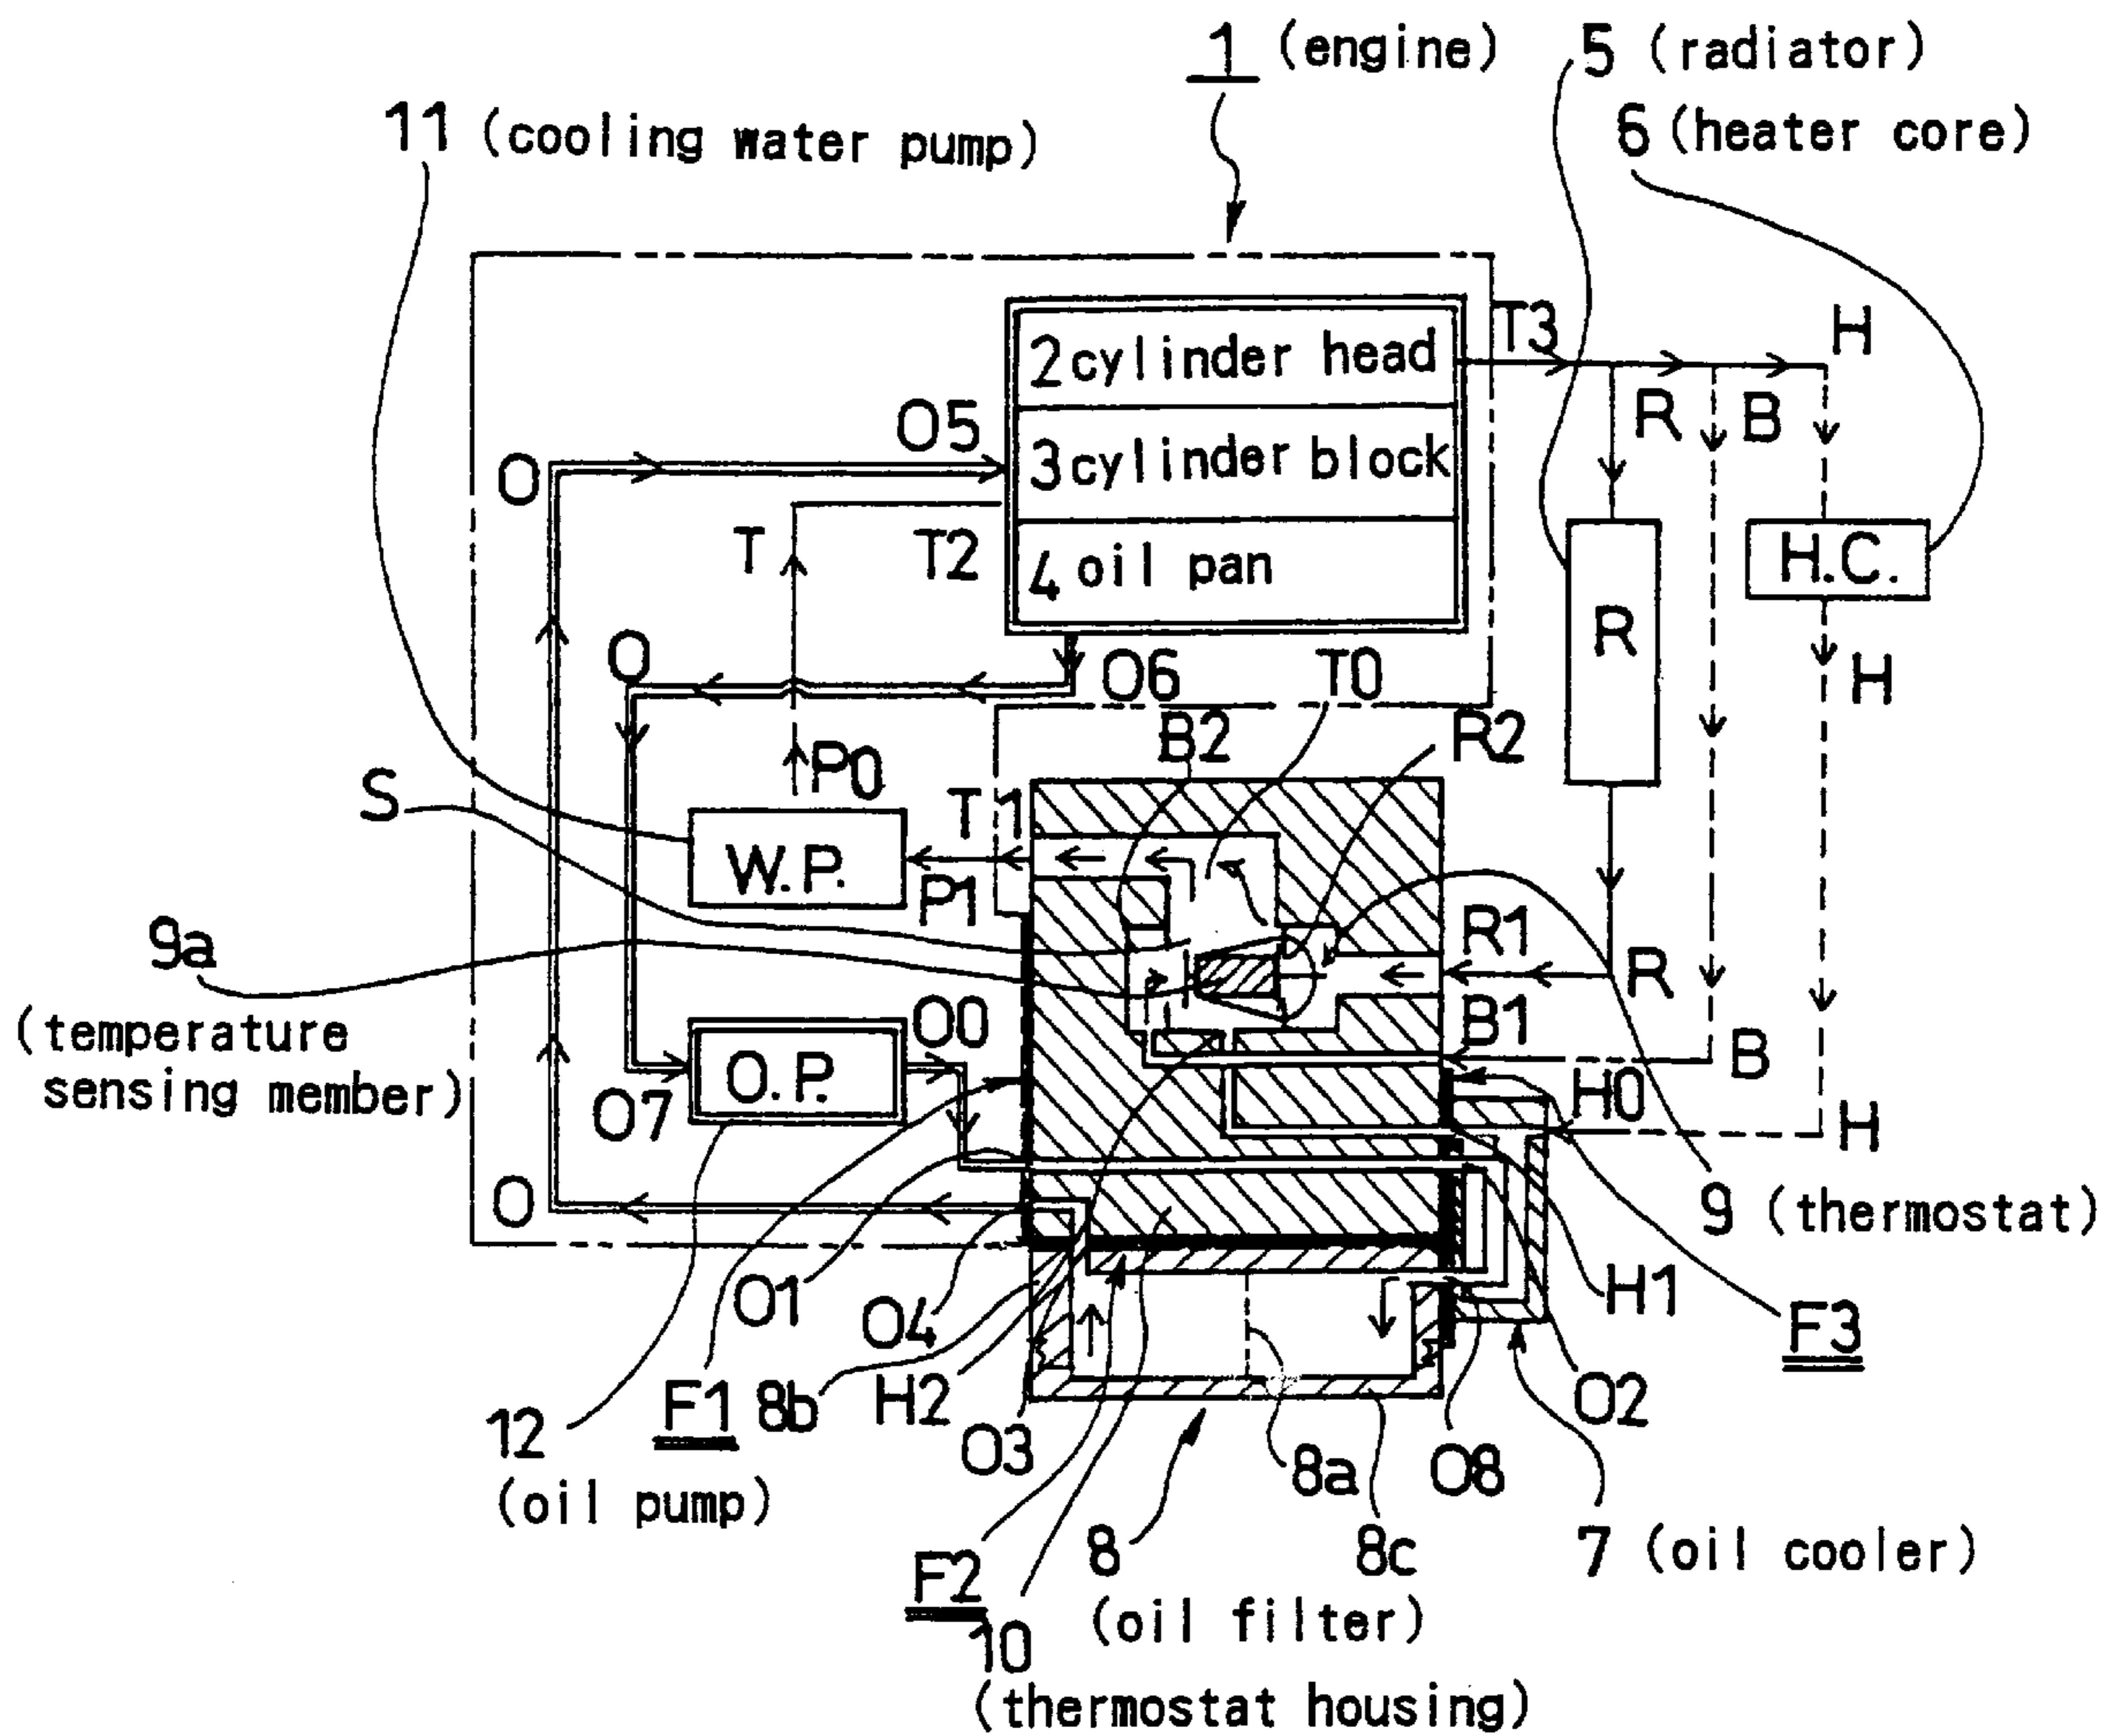 1 (engine)
5 (radiator)
11 (cooling water pump)
6 (heater core)
T3
H
2 cylinder head
R
B
O5
O
3 cylinder block
T
T2
4 oil pan
H.C.
R
O
O6
T0
H
B2
R2
P0
S
T1
W.P.
P1
R1
9a
R
O0
B1
(temperature
sensing member)
O.P.
B
H0
O7
H
O
9 (thermostat)
O1
O4
H1
F3
F1
8b
H2
O2
12
O3
8a
O8
(oil pump)
F2
8
8c
7 (oil cooler)
10
(oil filter)
(thermostat housing)